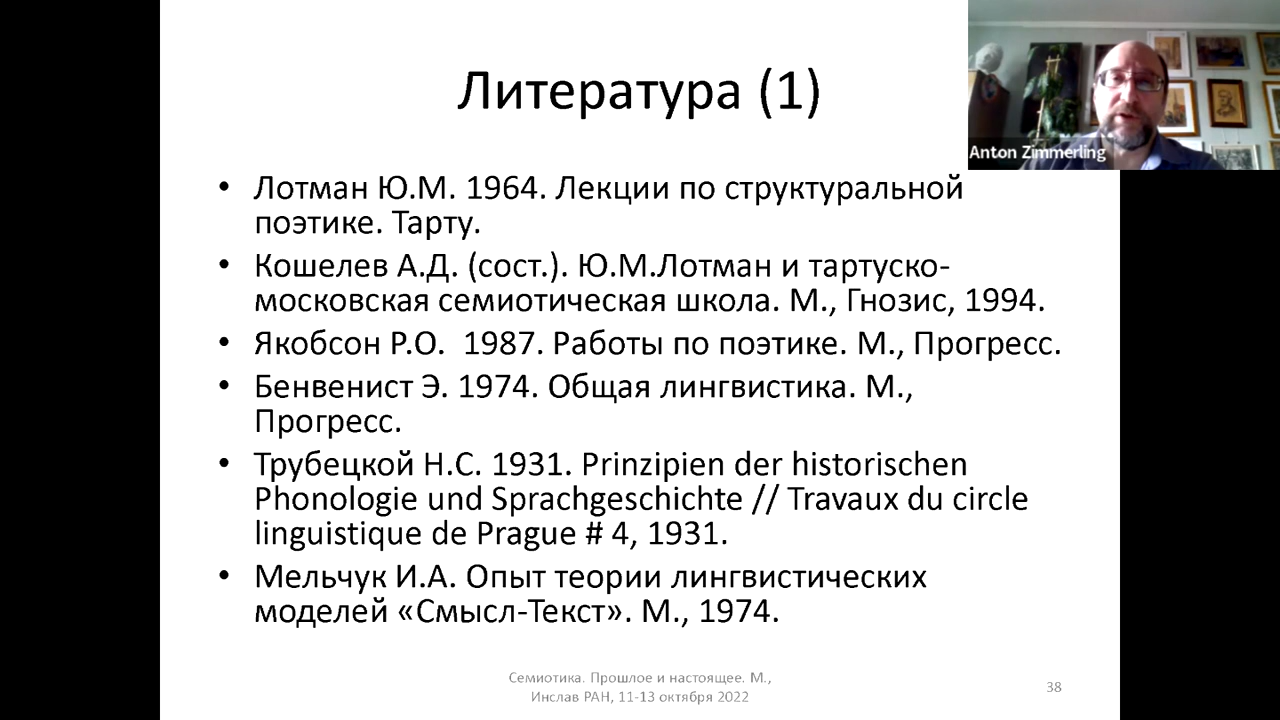 Литература (1)
Anton Zimmerling
• Лотман Ю.М. 1964. Лекции по структуральной
поэтике. Тарту.
• Кошелев А.Д. (сост.). Ю.М.Лотман и тартуско-
московская семиотическая школа. М., Гнозис, 1994.
• Якобсон Р.О.  1987. Работы по поэтике. М., Прогресс.
• Бенвенист Э. 1974. Общая лингвистика. М.,
Прогресс.
• Трубецкой Н.С. 1931. Prinzipien der historischen
Phonologie und Sprachgeschichte // Travaux du circle
linguistique de Prague # 4, 1931.
• Мельчук И.А. Опыт теории лингвистических
моделей «Смысл-Текст». М., 1974.
Семиотика. Прошлое и настоящее. М.,
Инслав РАН, 11-13 октября 2022
38